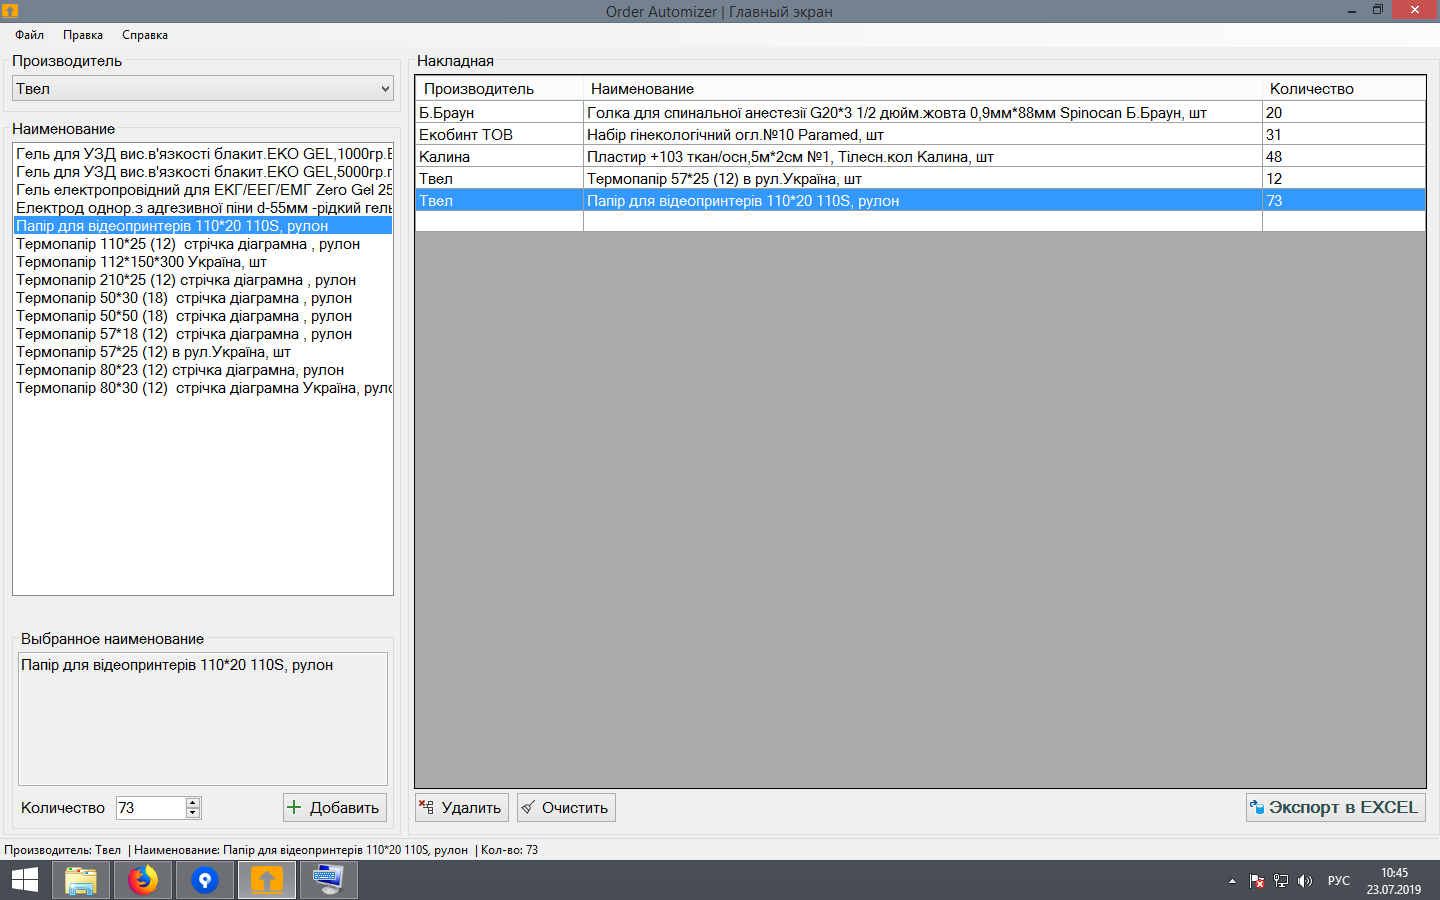 Order Automizer | Главный экран
Файл Правка Справка
Производитель
Твел
Наименование
Гель для УЗД вис.в'язкості блакит.ЕКО GEL,1000гр.
Гель для УЗД вис.в'язкості блакит.ЕКО GEL,5000гр.
Гель електропровідний для ЕКГ/ЕЕГ/ЕМГ Zero Gel 25
Електрод однор.з адгезивної піни d-55мм -рідкий гель
Папір для відеопринтерів 110*20 110S, рулон
Термопапір 110*25 (12)  стрічка діаграмна , рулон
Термопапір 112*150*300 Україна, шт
Термопапір 210*25 (12) стрічка діаграмна , рулон
Термопапір 50*30 (18)  стрічка діаграмна , рулон
Термопапір 50*50 (18)  стрічка діаграмна , рулон
Термопапір 57*18 (12)  стрічка діаграмна , рулон
Термопапір 57*25 (12) в рул.Україна, шт
Термопапір 80*23 (12) стрічка діаграмна, рулон
Термопапір 80*30 (12)  стрічка діаграмна Україна, руло
Выбранное наименование
Папір для відеопринтерів 110*20 110S, рулон
Количество 73 Добавить
Накладная
Производитель Наименование Количество
Б.Браун Голка для спинальної анестезії G20*3 1/2 дюйм.жовта 0,9мм*88мм Spinocan Б.Браун, шт 20
Екобинт ТОВ Набір гінекологічний огл.№10 Paramed, шт 31
Калина Пластир +103 ткан/осн,5м*2см №1, Тілесн.кол Калина, шт 48
Твел Термопапір 57*25 (12) в рул.Україна, шт 12
Твел Папір для відеопринтерів 110*20 110S, рулон 73
Удалить Очистить Экспорт в EXCEL
Производитель: Твел | Наименование: Папір для відеопринтерів 110*20 110S, рулон | Кол-во: 73
РУС
10:45
23.07.2019